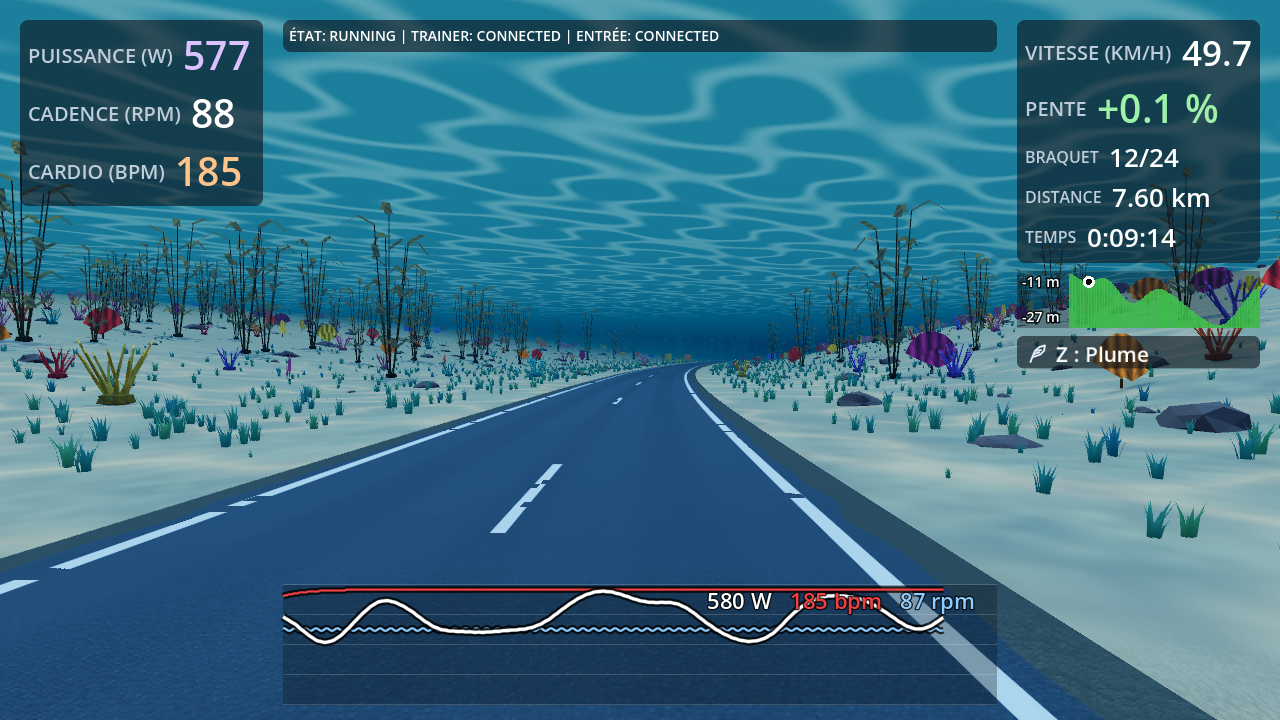 PUISSANCE (W) 577
CADENCE (RPM) 88
CARDIO (BPM) 185
ÉTAT: RUNNING | TRAINER: CONNECTED | ENTRÉE: CONNECTED
VITESSE (KM/H) 49.7
PENTE +0.1 %
BRAQUET 12/24
DISTANCE 7.60 km
TEMPS 0:09:14
-11 m
-27 m
Z : Plume
580 W 185 bpm 87 rpm